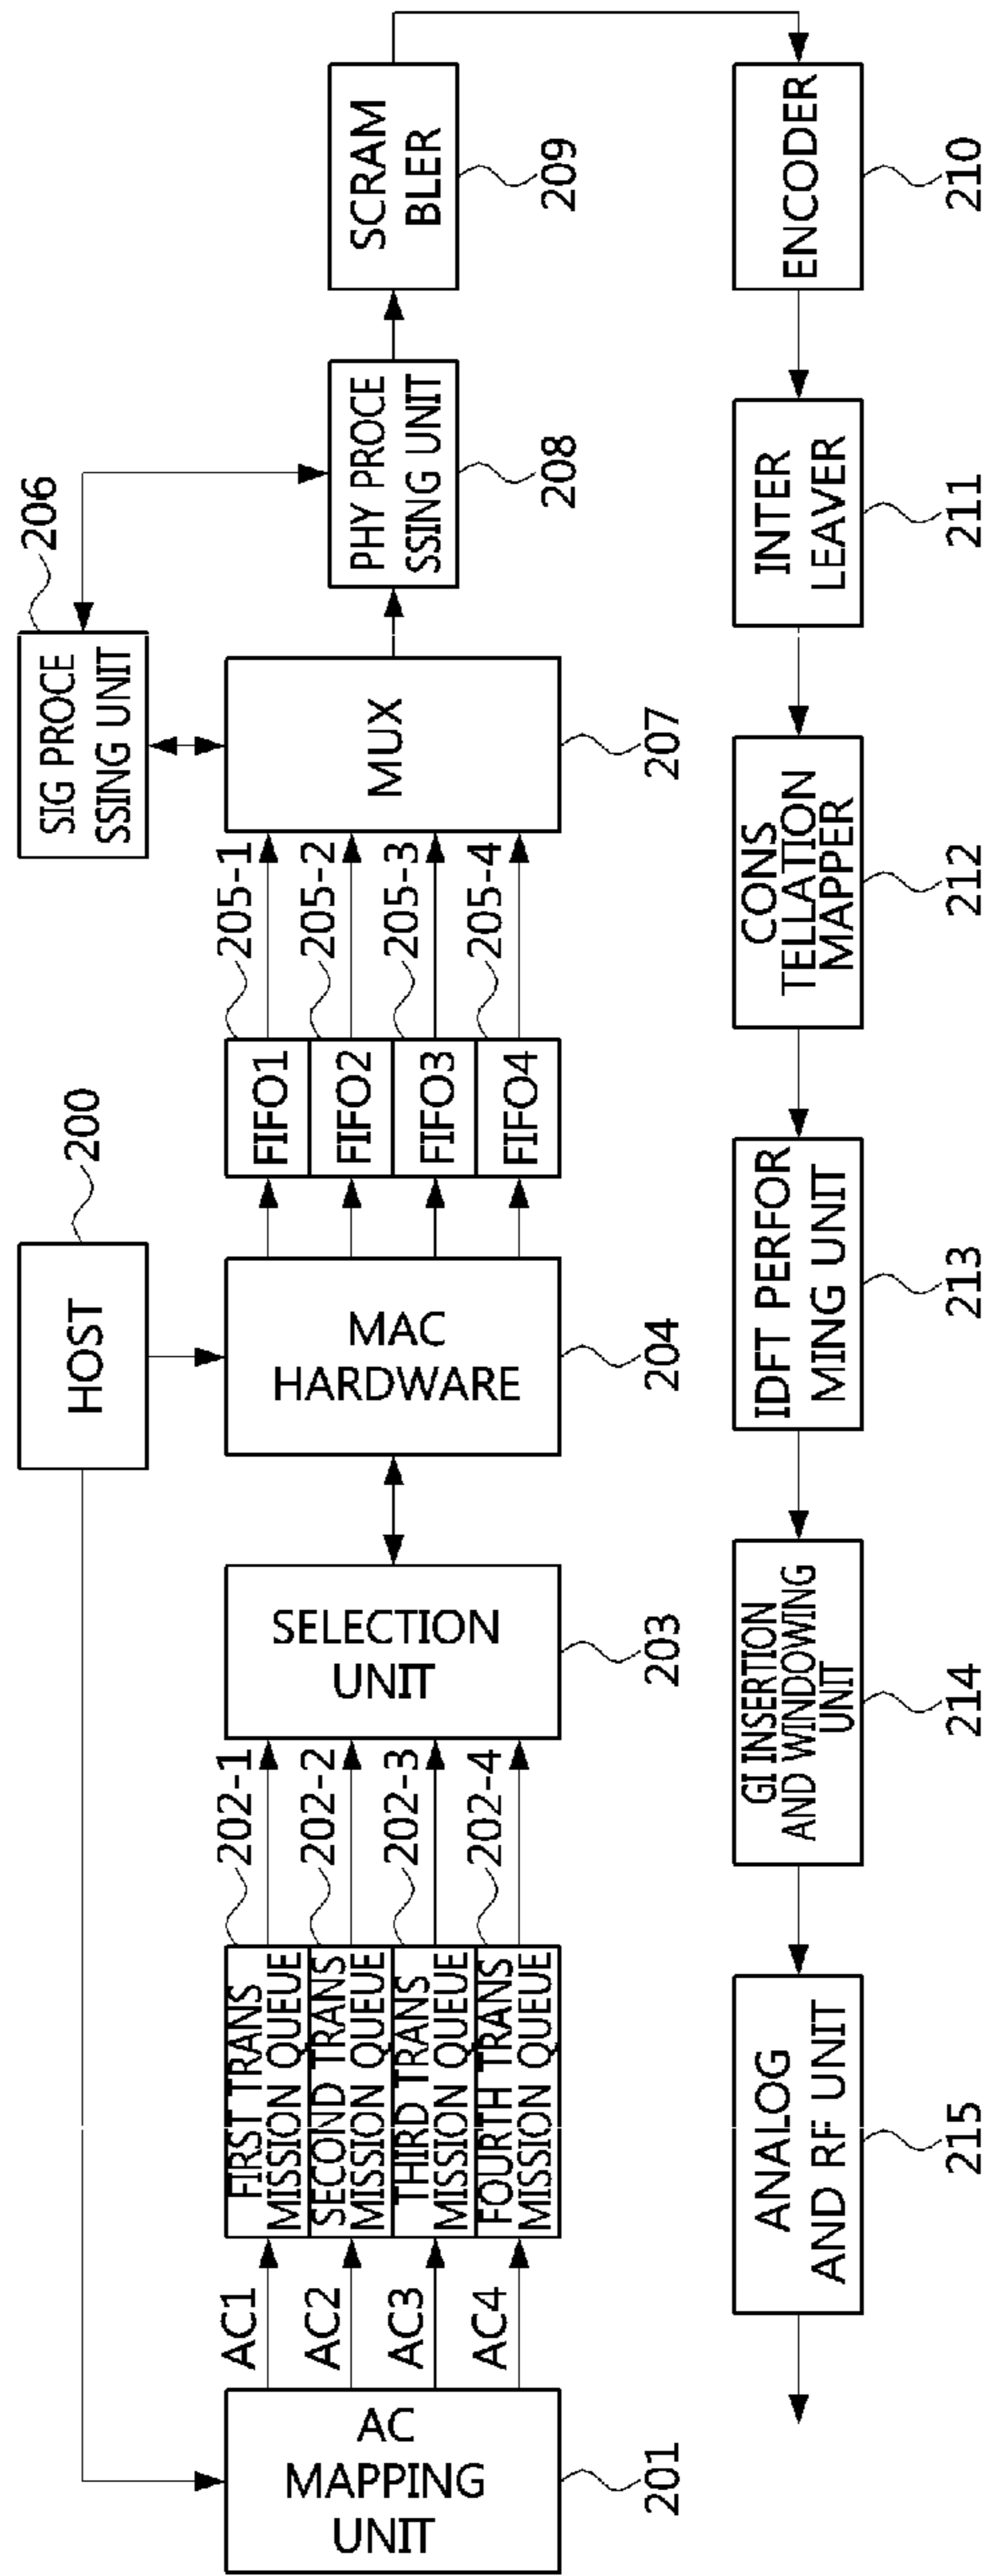 HOST
200
SIG PROCE
SSING UNIT
206
AC
MAPPING
UNIT
201
AC1
AC2
AC3
AC4
FIRST TRANS
MISSION QUEUE
SECOND TRANS
MISSION QUEUE
THIRD TRANS
MISSION QUEUE
FOURTH TRANS
MISSION QUEUE
202-1
202-2
202-3
202-4
SELECTION
UNIT
203
MAC
HARDWARE
204
FIFO1
FIFO2
FIFO3
FIFO4
205-1
205-2
205-3
205-4
MUX
207
PHY PROCE
SSING UNIT
208
SCRAM
BLER
209
ANALOG
AND RF UNIT
215
GI INSERTION
AND WINDOWING
UNIT
214
IDFT PERFOR
MING UNIT
213
CONS
TELLATION
MAPPER
212
INTER
LEAVER
211
ENCODER
210